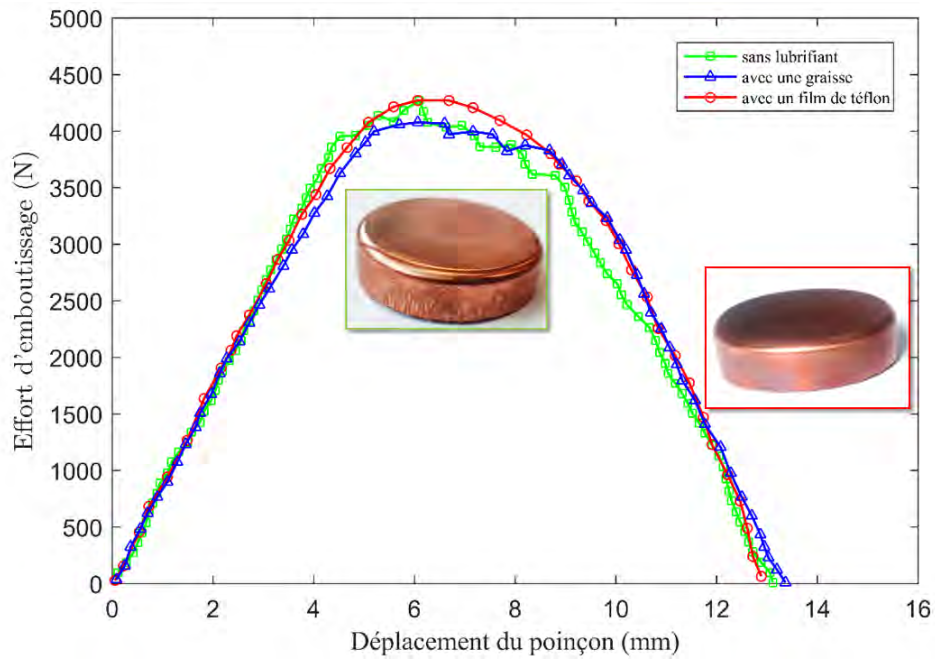 5000
4500
4000
3500
3000
2500
2000
1500
1000
500
0
Effort d'emboutissage (N)
sans lubrifiant
avec une graisse
avec un film de téflon
0 2 4 6 8 10 12 14 16
Déplacement du poinçon (mm)